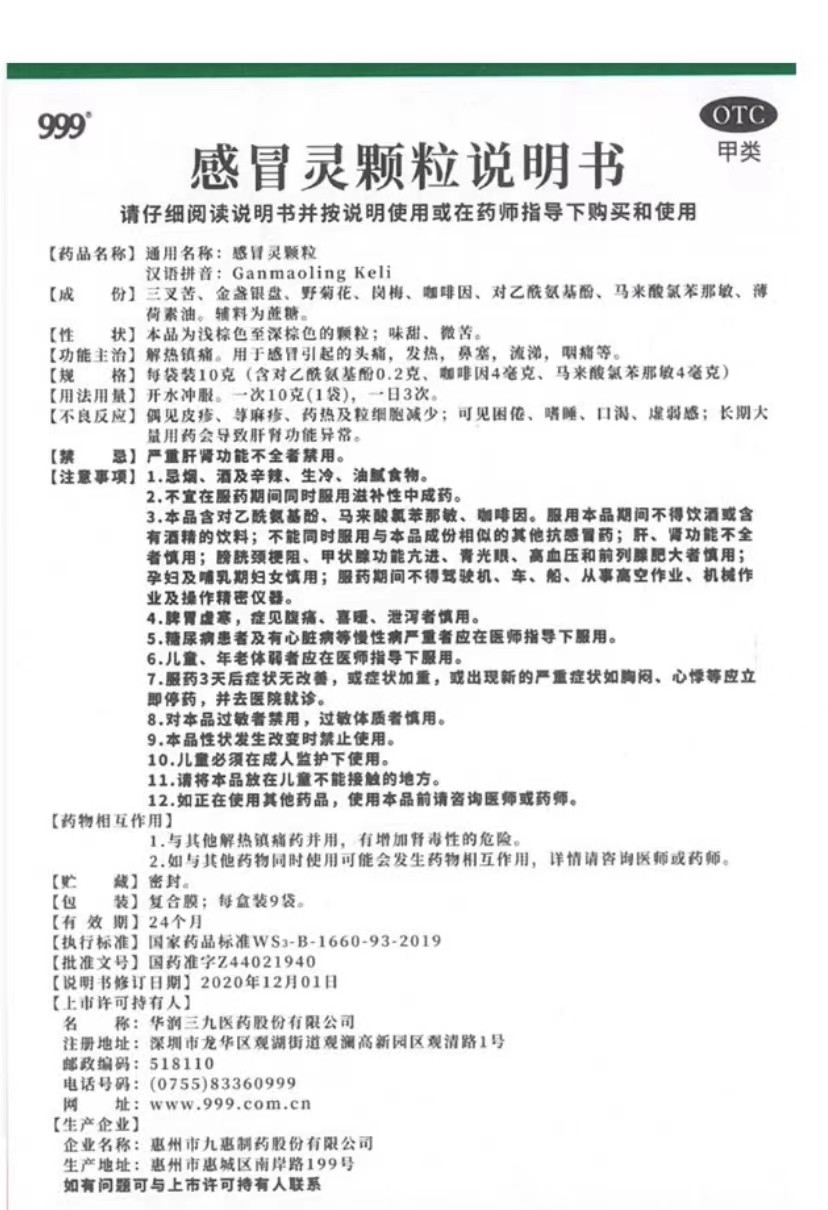 999®
OTC
甲类
感冒灵颗粒说明书
请仔细阅读说明书并按说明使用或在药师指导下购买和使用
【药品名称】通用名称：感冒灵颗粒
汉语拼音：Ganmaoling Keli
【成　　份】三叉苦、金盏银盘、野菊花、岗梅、咖啡因、对乙酰氨基酚、马来酸氯苯那敏、薄
荷素油。辅料为蔗糖。
【性　　状】本品为浅棕色至深棕色的颗粒；味甜、微苦。
【功能主治】解热镇痛。用于感冒引起的头痛，发热，鼻塞，流涕，咽痛等。
【规　　格】每袋装10克（含对乙酰氨基酚0.2克、咖啡因4毫克、马来酸氯苯那敏4毫克）
【用法用量】开水冲服。一次10克(1袋)，一日3次。
【不良反应】偶见皮疹、荨麻疹、药热及粒细胞减少；可见困倦、嗜睡、口渴、虚弱感；长期大
量用药会导致肝肾功能异常。
【禁　　忌】严重肝肾功能不全者禁用。
【注意事项】1.忌烟、酒及辛辣、生冷、油腻食物。
2.不宜在服药期间同时服用滋补性中成药。
3.本品含对乙酰氨基酚、马来酸氯苯那敏、咖啡因。服用本品期间不得饮酒或含
有酒精的饮料；不能同时服用与本品成份相似的其他抗感冒药；肝、肾功能不全
者慎用；膀胱颈梗阻、甲状腺功能亢进、青光眼、高血压和前列腺肥大者慎用；
孕妇及哺乳期妇女慎用；服药期间不得驾驶机、车、船、从事高空作业、机械作
业及操作精密仪器。
4.脾胃虚寒，症见腹痛、喜暖、泄泻者慎用。
5.糖尿病患者及有心脏病等慢性病严重者应在医师指导下服用。
6.儿童、年老体弱者应在医师指导下服用。
7.服药3天后症状无改善，或症状加重，或出现新的严重症状如胸闷、心悸等应立
即停药，并去医院就诊。
8.对本品过敏者禁用，过敏体质者慎用。
9.本品性状发生改变时禁止使用。
10.儿童必须在成人监护下使用。
11.请将本品放在儿童不能接触的地方。
12.如正在使用其他药品，使用本品前请咨询医师或药师。
【药物相互作用】
1.与其他解热镇痛药并用，有增加肾毒性的危险。
2.如与其他药物同时使用可能会发生药物相互作用，详情请咨询医师或药师。
【贮　　藏】密封。
【包　　装】复合膜；每盒装9袋。
【有 效 期】24个月
【执行标准】国家药品标准WS₃-B-1660-93-2019
【批准文号】国药准字Z44021940
【说明书修订日期】2020年12月01日
【上市许可持有人】
名　　称：华润三九医药股份有限公司
注册地址：深圳市龙华区观湖街道观澜高新园区观清路1号
邮政编码：518110
电话号码：(0755)83360999
网　　址：www.999.com.cn
【生产企业】
企业名称：惠州市九惠制药股份有限公司
生产地址：惠州市惠城区南岸路199号
如有问题可与上市许可持有人联系